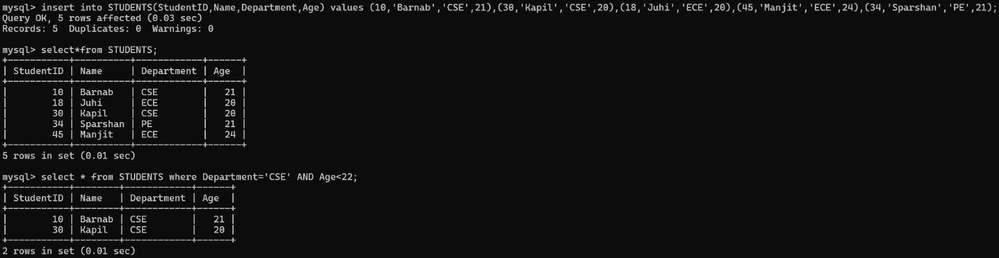 mysql> insert into STUDENTS(StudentID,Name,Department,Age) values (10,'Barnab','CSE',21),(30,'Kapil','CSE',20),(18,'Juhi','ECE',20),(45,'Manjit','ECE',24),(34,'Sparshan','PE',21);
Query OK, 5 rows affected (0.03 sec)
Records: 5  Duplicates: 0  Warnings: 0

mysql> select*from STUDENTS;
+-----------+----------+------------+------+
| StudentID | Name     | Department | Age  |
+-----------+----------+------------+------+
|        10 | Barnab   | CSE        |   21 |
|        18 | Juhi     | ECE        |   20 |
|        30 | Kapil    | CSE        |   20 |
|        34 | Sparshan | PE         |   21 |
|        45 | Manjit   | ECE        |   24 |
+-----------+----------+------------+------+
5 rows in set (0.01 sec)

mysql> select * from STUDENTS where Department='CSE' AND Age<22;
+-----------+--------+------------+------+
| StudentID | Name   | Department | Age  |
+-----------+--------+------------+------+
|        10 | Barnab | CSE        |   21 |
|        30 | Kapil  | CSE        |   20 |
+-----------+--------+------------+------+
2 rows in set (0.01 sec)